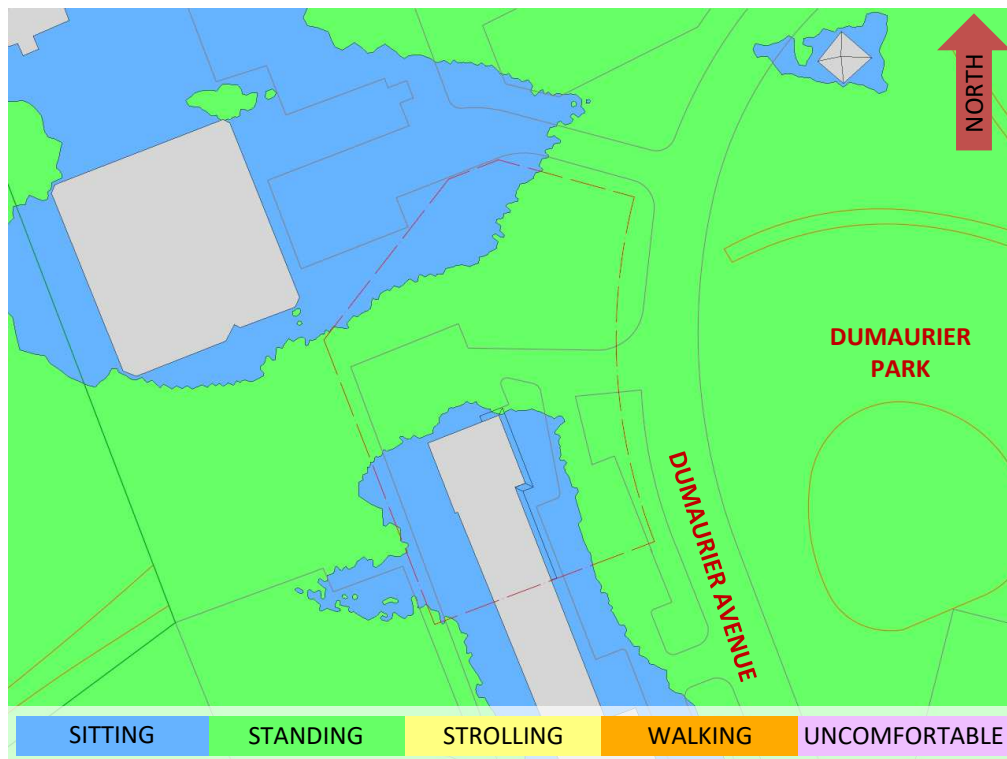 NORTH
DUMAURIER
PARK
DUMAURIER AVENUE
SITTING
STANDING
STROLLING
WALKING
UNCOMFORTABLE